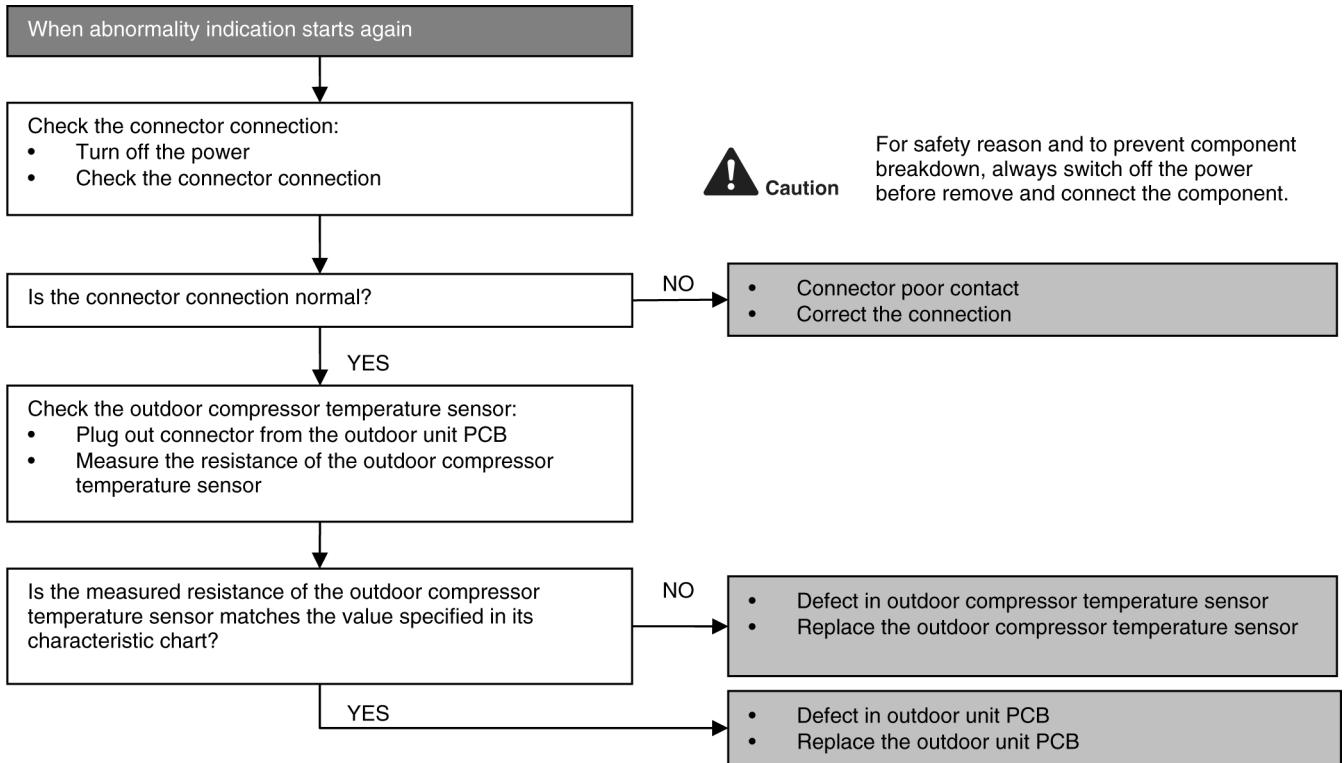 When abnormality indication starts again
Check the connector connection:
• Turn off the power
• Check the connector connection
Caution
For safety reason and to prevent component
breakdown, always switch off the power
before remove and connect the component.
Is the connector connection normal?
NO
• Connector poor contact
• Correct the connection
YES
Check the outdoor compressor temperature sensor:
• Plug out connector from the outdoor unit PCB
• Measure the resistance of the outdoor compressor
temperature sensor
Is the measured resistance of the outdoor compressor
temperature sensor matches the value specified in its
characteristic chart?
NO
• Defect in outdoor compressor temperature sensor
• Replace the outdoor compressor temperature sensor
YES
• Defect in outdoor unit PCB
• Replace the outdoor unit PCB